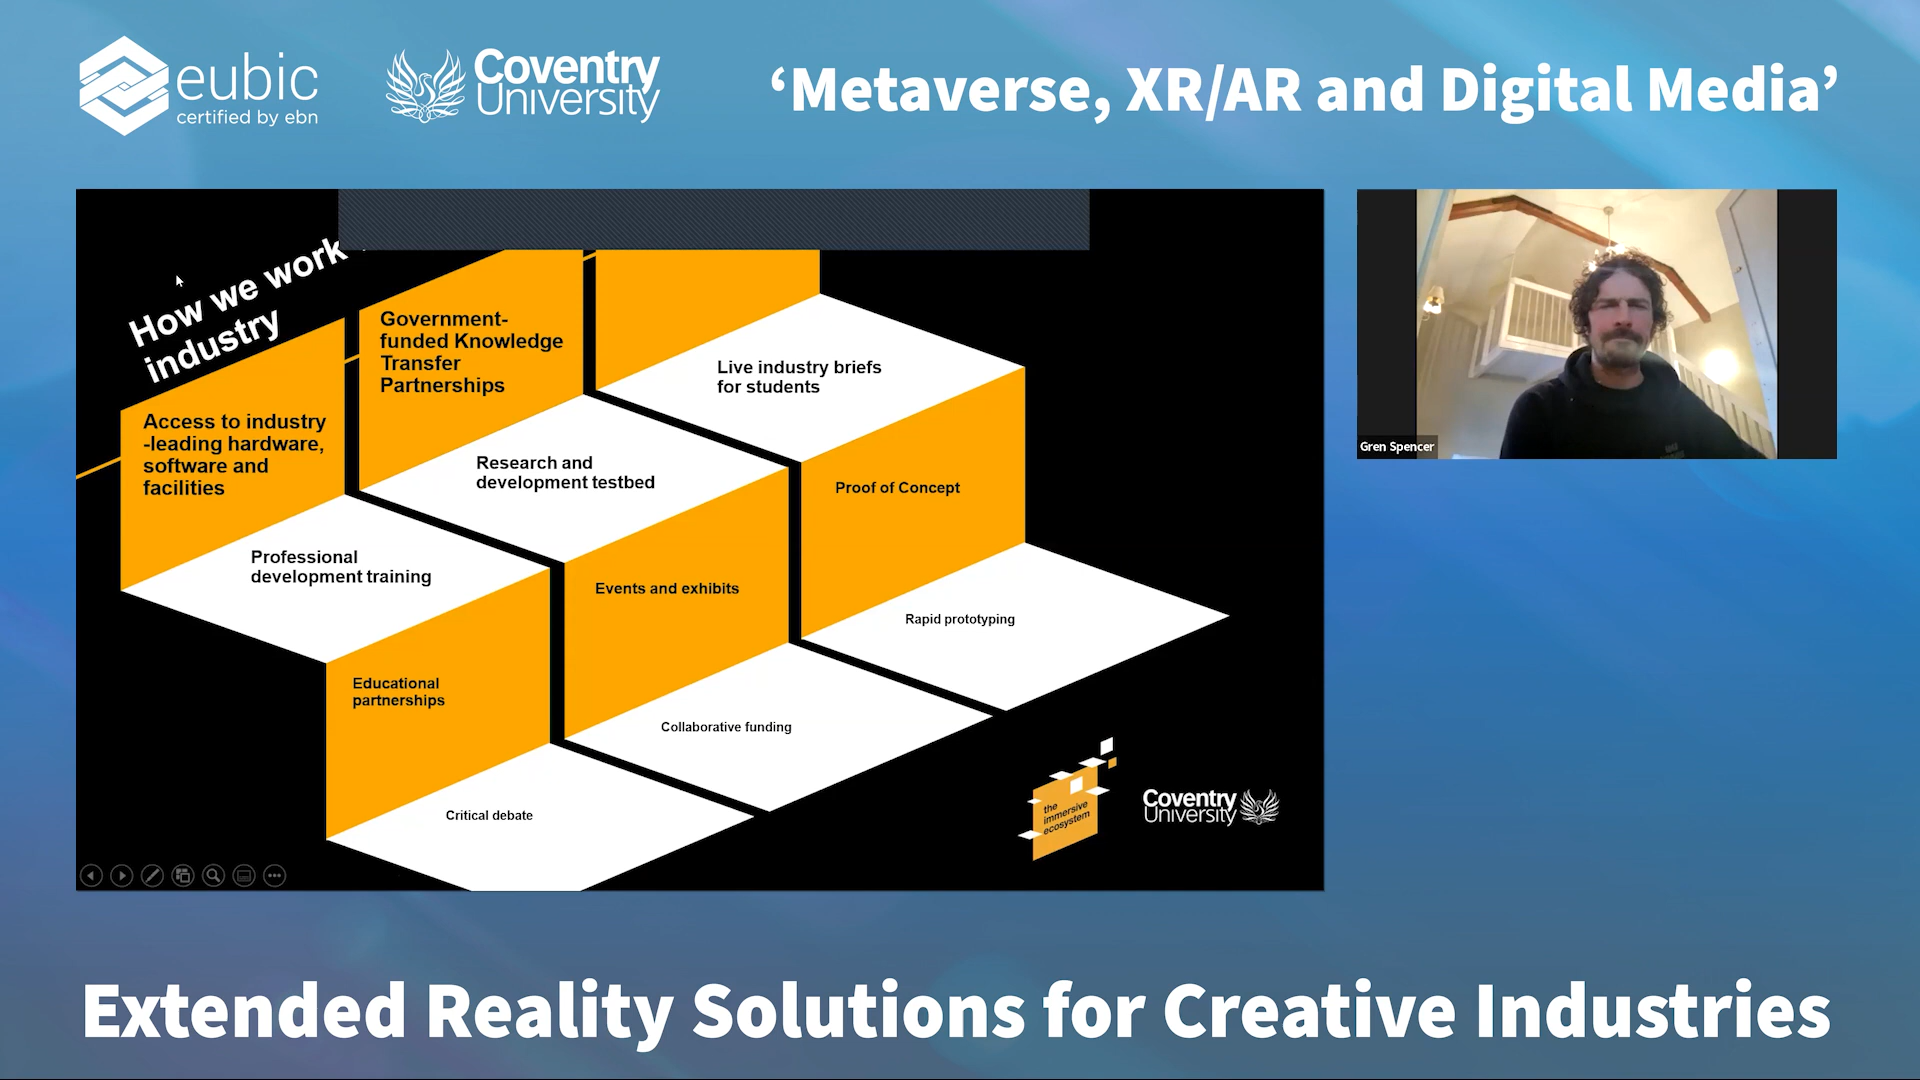 eubic
certified by ebn
Coventry
University
‘Metaverse, XR/AR and Digital Media’
How we work
industry
Access to industry
-leading hardware,
software and
facilities
Government-
funded Knowledge
Transfer
Partnerships
Live industry briefs
for students
Research and
development testbed
Professional
development training
Proof of Concept
Events and exhibits
Educational
partnerships
Rapid prototyping
Collaborative funding
Critical debate
the
immersive
ecosystem
Coventry
University
Gren Spencer
Extended Reality Solutions for Creative Industries